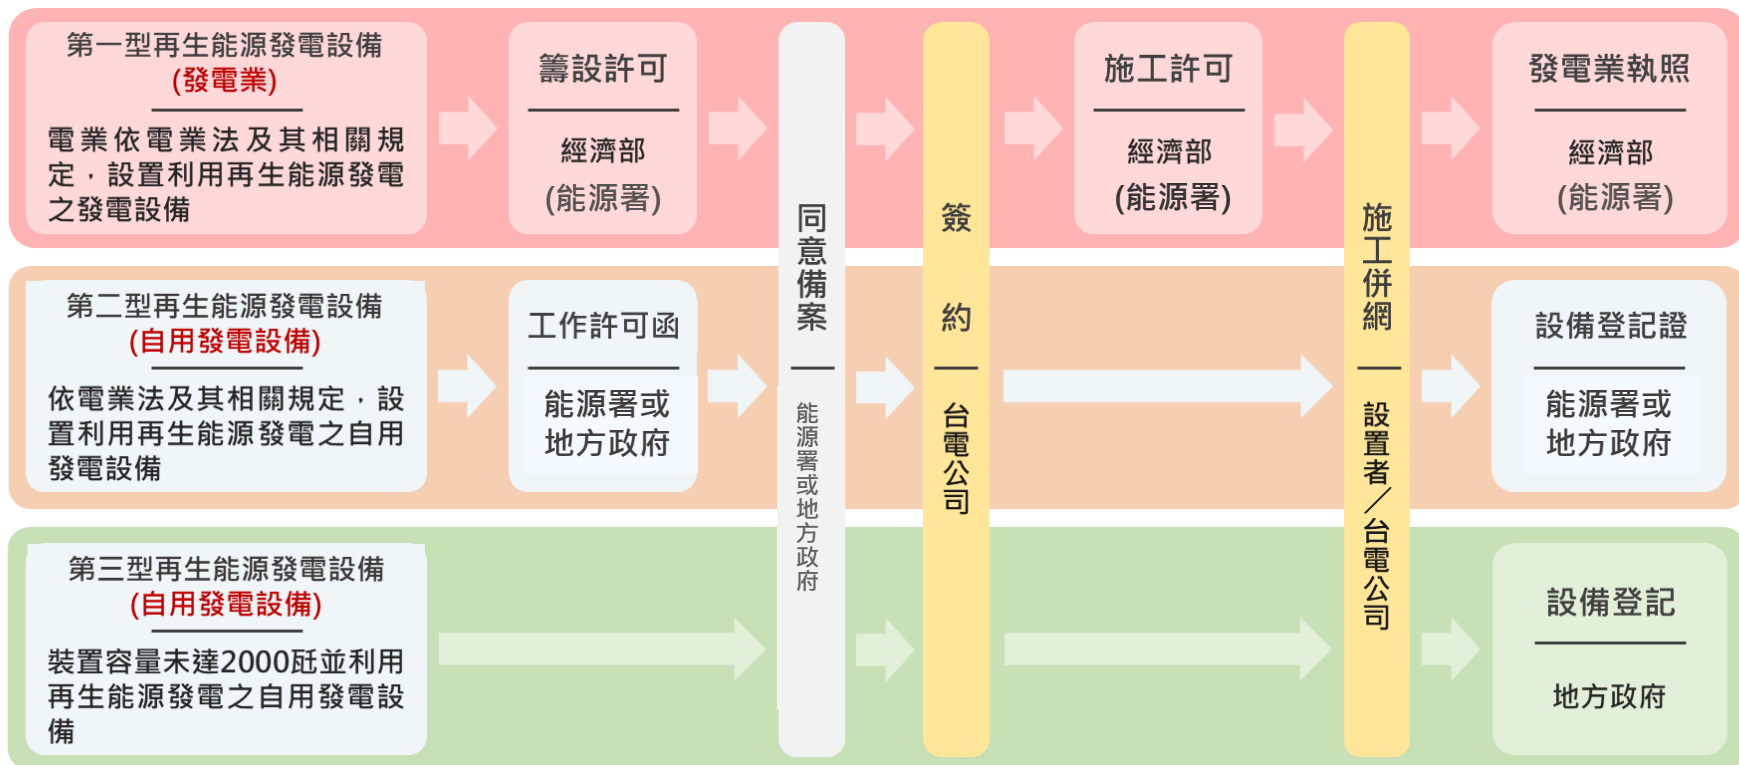 第一型再生能源發電設備
(發電業)
電業依電業法及其相關規
定，設置利用再生能源發電
之發電設備
籌設許可
經濟部
(能源署)
同意備案
能源署或地方政府
簽約
台電公司
施工許可
經濟部
(能源署)
施工併網
設置者／台電公司
發電業執照
經濟部
(能源署)
第二型再生能源發電設備
(自用發電設備)
依電業法及其相關規定，設
置利用再生能源發電之自用
發電設備
工作許可函
能源署或
地方政府
設備登記證
能源署或
地方政府
第三型再生能源發電設備
(自用發電設備)
裝置容量未達2000瓩並利用
再生能源發電之自用發電設
備
設備登記
地方政府